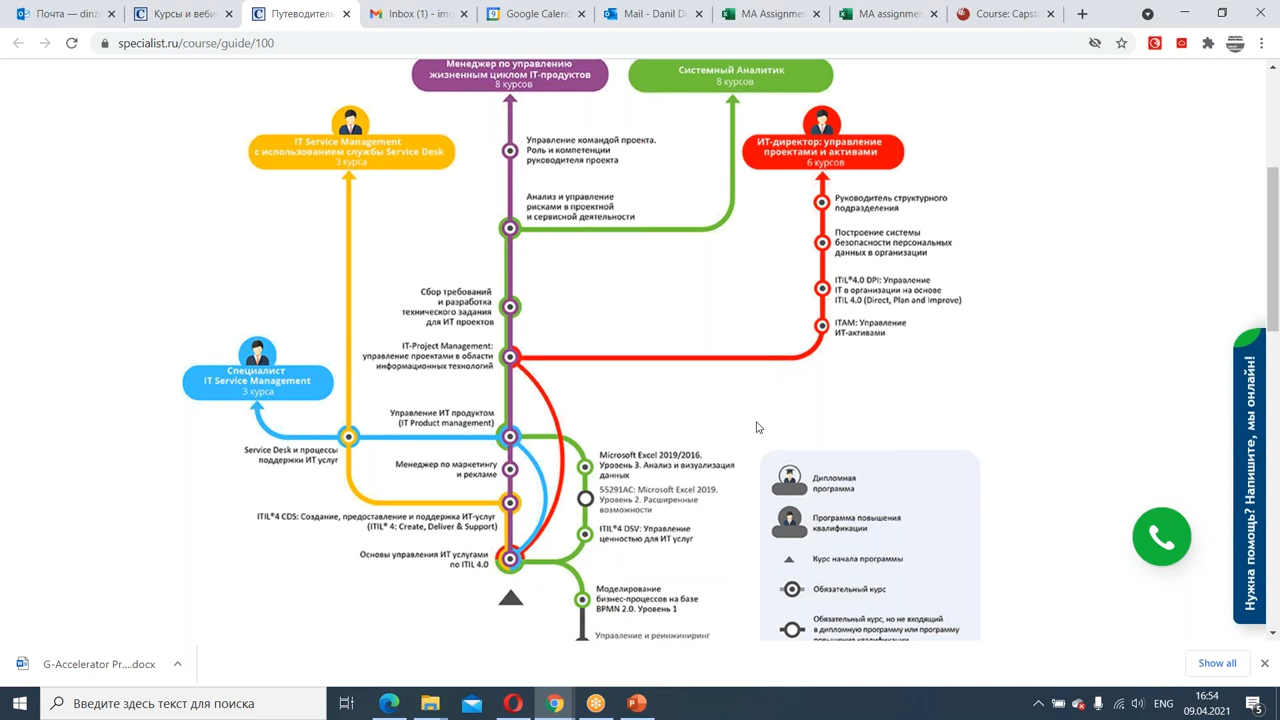 Путеводитель
Курсы компь
Inbox (1) - m
Google Calend
Mail - Danil Di
КА Мониторин
МА Монитор
Course: Capst
specialist.ru/course/guide/100
Менеджер по управлению
жизненным циклом IT-продуктов
8 курсов
Системный Аналитик
8 курсов
IT Service Management
с использованием службы Service Desk
3 курса
Управление командой проекта.
Роль и компетенции
руководителя проекта
ИТ-директор: управление
проектами и активами
6 курсов
Анализ и управление
рисками в проектной
и сервисной деятельности
Руководитель структурного
подразделения
Построение системы
безопасности персональных
данных в организации
Сбор требований
и разработка
технического задания
для ИТ проектов
ITIL®4.0 DPI: Управление
IT в организации на основе
ITIL 4.0 (Direct, Plan and Improve)
ITAM: Управление
ИТ-активами
IT-Project Management:
управление проектами в области
информационных технологий
Специалист
IT Service Management
3 курса
Управление ИТ продуктом
(IT Product management)
Service Desk и процессы
поддержки ИТ услуг
Менеджер по маркетингу
и рекламе
Microsoft Excel 2019/2016.
Уровень 3. Анализ и визуализация
данных
55291AC: Microsoft Excel 2019.
Уровень 2. Расширенные
возможности
ITIL®4 CDS: Создание, предоставление и поддержка ИТ-услуг
(ITIL® 4: Create, Deliver & Support)
ITIL®4 DSV: Управление
ценностью для ИТ услуг
Основы управления ИТ услугами
по ITIL 4.0
Моделирование
бизнес-процессов на базе
BPMN 2.0. Уровень 1
Управление и реинжиниринг
Дипломная
программа
Программа повышения
квалификации
Курс начала программы
Обязательный курс
Обязательный курс, но не входящий
в дипломную программу или программу
повышения квалификации
Нужна помощь? Напишите, мы онлайн!
G-Accelerator Pr....docx
Show all
Введите здесь текст для поиска
ENG
16:54
09.04.2021